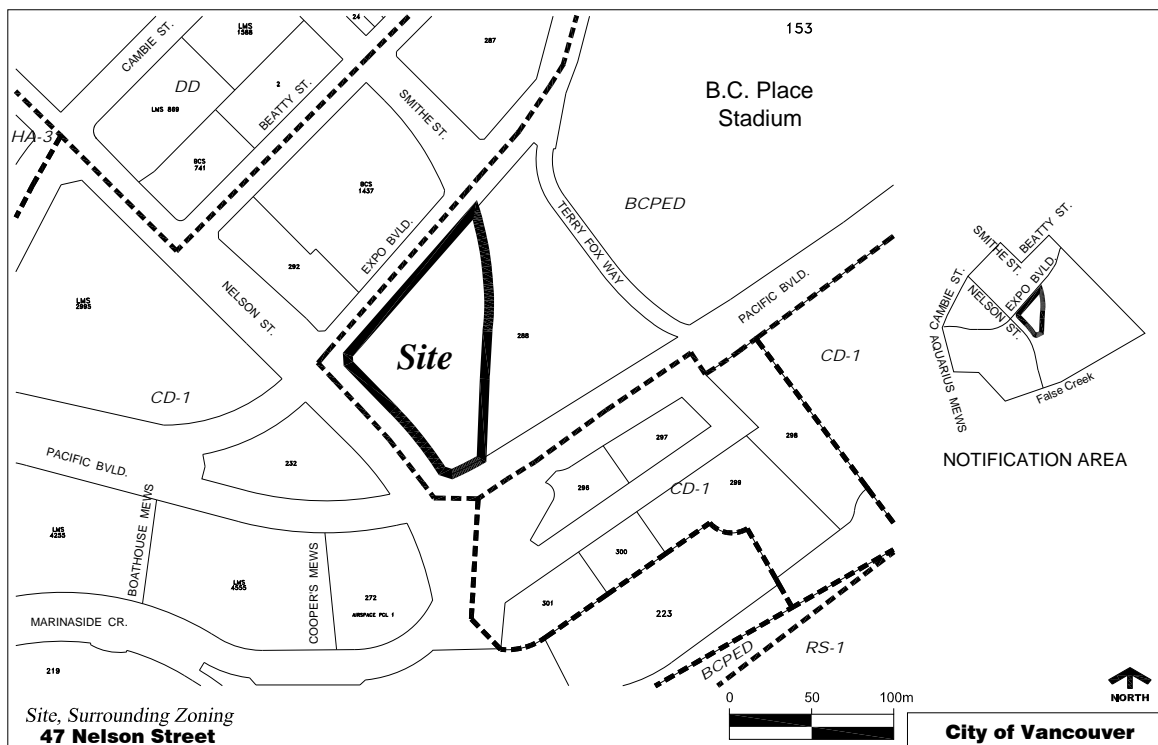 24
LMS
1368
287
153
CAMBIE ST.
DD
2
LMS 889
BEATTY ST.
SMITHE ST.
B.C. Place
Stadium
HA-3
BCS
741
BCS
1437
BCPED
TERRY FOX WAY
292
EXPO BVLD.
NELSON ST.
LMS
2995
PACIFIC BVLD.
288
Site
CD-1
CD-1
SMITHE ST.
BEATTY ST.
CAMBIE ST.
EXPO BVLD.
NELSON ST.
AQUARIUS MEWS
False Creek
NOTIFICATION AREA
PACIFIC BVLD.
232
297
298
296
CD-1
299
LMS
4255
BOATHOUSE MEWS
LMS
4555
COOPER'S MEWS
272
AIRSPACE PCL 1
300
301
223
MARINASIDE CR.
219
BCPED
RS-1
NORTH
0 50 100m
Site, Surrounding Zoning
47 Nelson Street
City of Vancouver